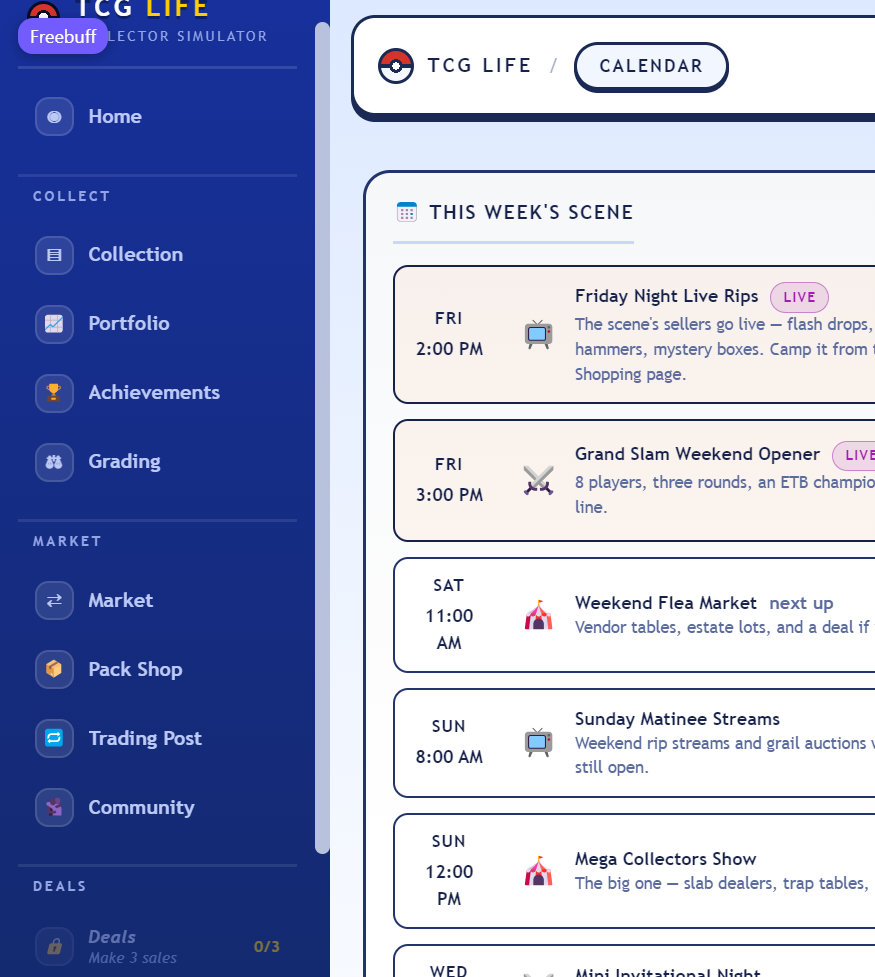 TCG LIFE
Freebuff
LECTOR SIMULATOR
Home
COLLECT
Collection
Portfolio
Achievements
Grading
MARKET
Market
Pack Shop
Trading Post
Community
DEALS
Deals
Make 3 sales
0/3
TCG LIFE / CALENDAR
THIS WEEK'S SCENE
FRI
2:00 PM
Friday Night Live Rips LIVE
The scene's sellers go live — flash drops,
hammers, mystery boxes. Camp it from
Shopping page.
FRI
3:00 PM
Grand Slam Weekend Opener LIVE
8 players, three rounds, an ETB champio
line.
SAT
11:00
AM
Weekend Flea Market next up
Vendor tables, estate lots, and a deal if
SUN
8:00 AM
Sunday Matinee Streams
Weekend rip streams and grail auctions
still open.
SUN
12:00
PM
Mega Collectors Show
The big one — slab dealers, trap tables,
WED
Mini Invitational Night